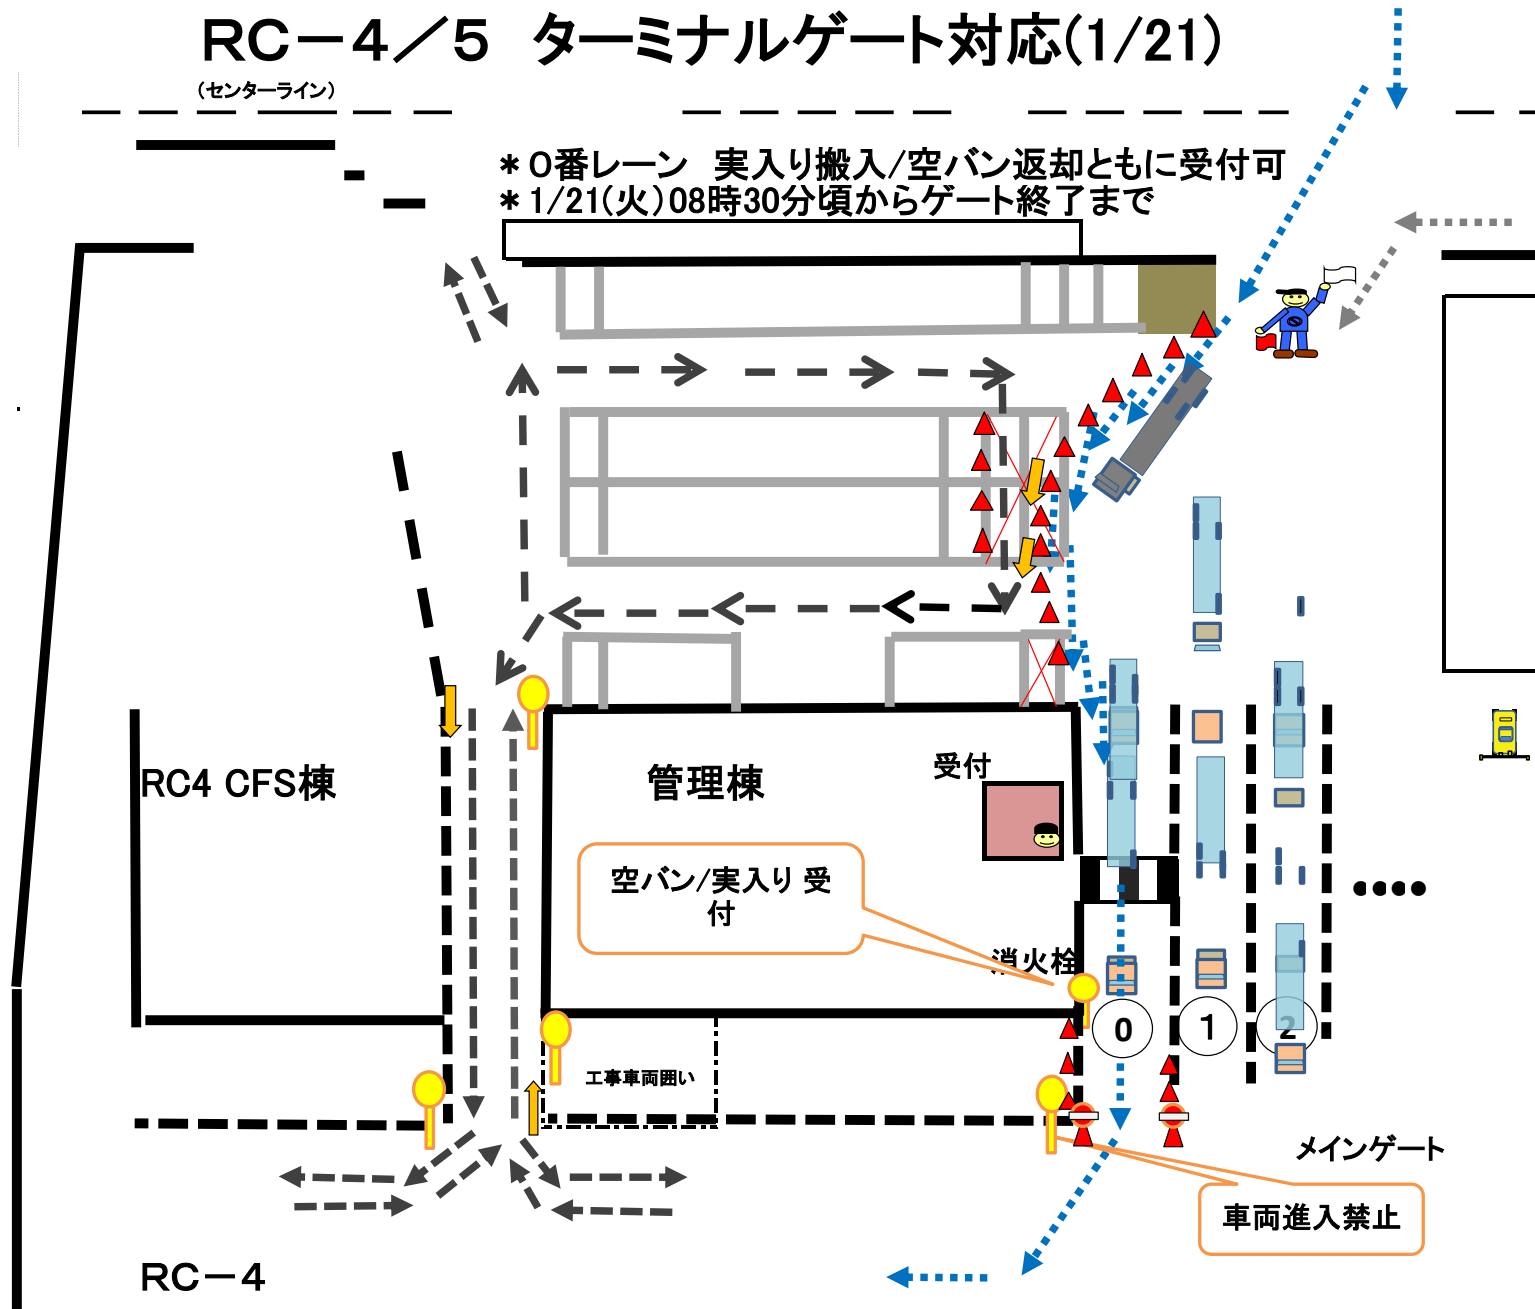 RC－4／5　ターミナルゲート対応(1/21)
(センターライン)
＊0番レーン　実入り搬入/空バン返却ともに受付可
＊1/21(火)08時30分頃からゲート終了まで
RC4 CFS棟
管理棟
受付
空バン/実入り 受
付
消火栓
0
1
2
工事車両囲い
メインゲート
車両進入禁止
RC－4